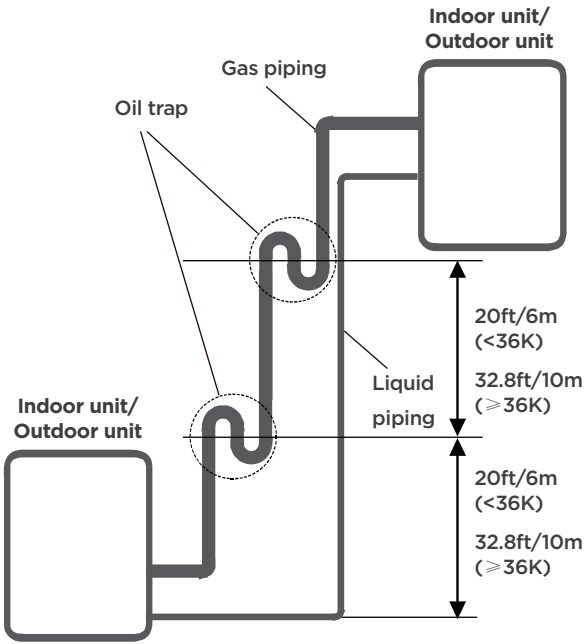 Indoor unit/
Outdoor unit
Gas piping
Oil trap
20ft/6m
(<36K)
32.8ft/10m
(⩾36K)
Liquid
piping
Indoor unit/
Outdoor unit
20ft/6m
(<36K)
32.8ft/10m
(⩾36K)